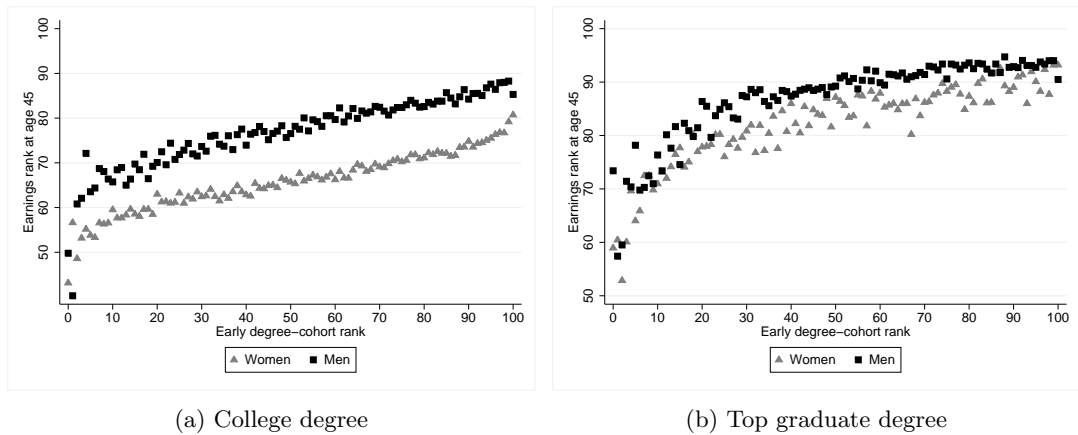 100
90
80
70
60
50
Earnings rank at age 45
0 10 20 30 40 50 60 70 80 90 100
Early degree−cohort rank
Women Men
(a) College degree
100
90
80
70
60
50
Earnings rank at age 45
0 10 20 30 40 50 60 70 80 90 100
Early degree−cohort rank
Women Men
(b) Top graduate degree